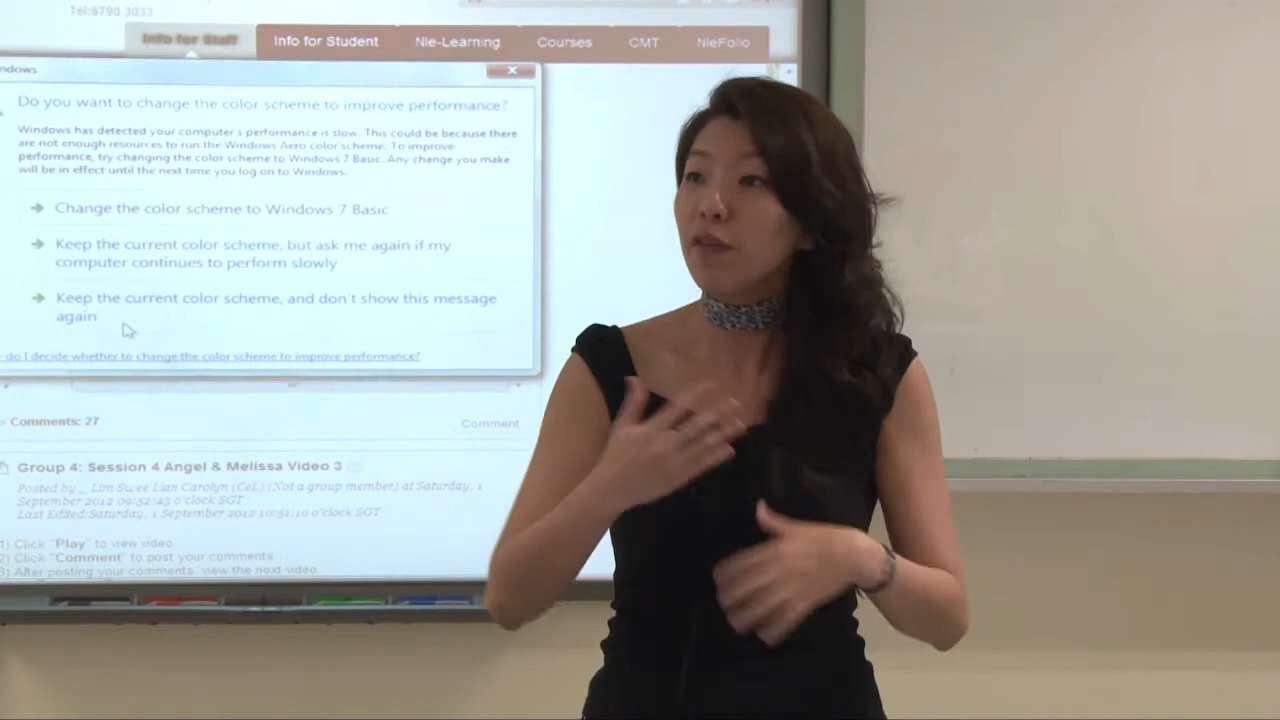 Tel:6790 3033
Info for Staff Info for Student NIe-Learning Courses CMT NIeFolio
ndows
Do you want to change the color scheme to improve performance?
Windows has detected your computer's performance is slow. This could be because there
are not enough resources to run the Windows Aero color scheme. To improve
performance, try changing the color scheme to Windows 7 Basic. Any change you make
will be in effect until the next time you log on to Windows.
Change the color scheme to Windows 7 Basic
Keep the current color scheme, but ask me again if my
computer continues to perform slowly
Keep the current color scheme, and don't show this message
again
do I decide whether to change the color scheme to improve performance?
Comments: 27
Comment
Group 4: Session 4 Angel & Melissa Video 3
Posted by _ Lim Swee Lian Carolyn (CeL) (Not a group member) at Saturday, 1
September 2012 09:52:43 o'clock SGT
Last Edited:Saturday, 1 September 2012 10:51:10 o'clock SGT
1) Click "Play" to view video
2) Click "Comment" to post your comments.
3) After posting your comments, view the next video